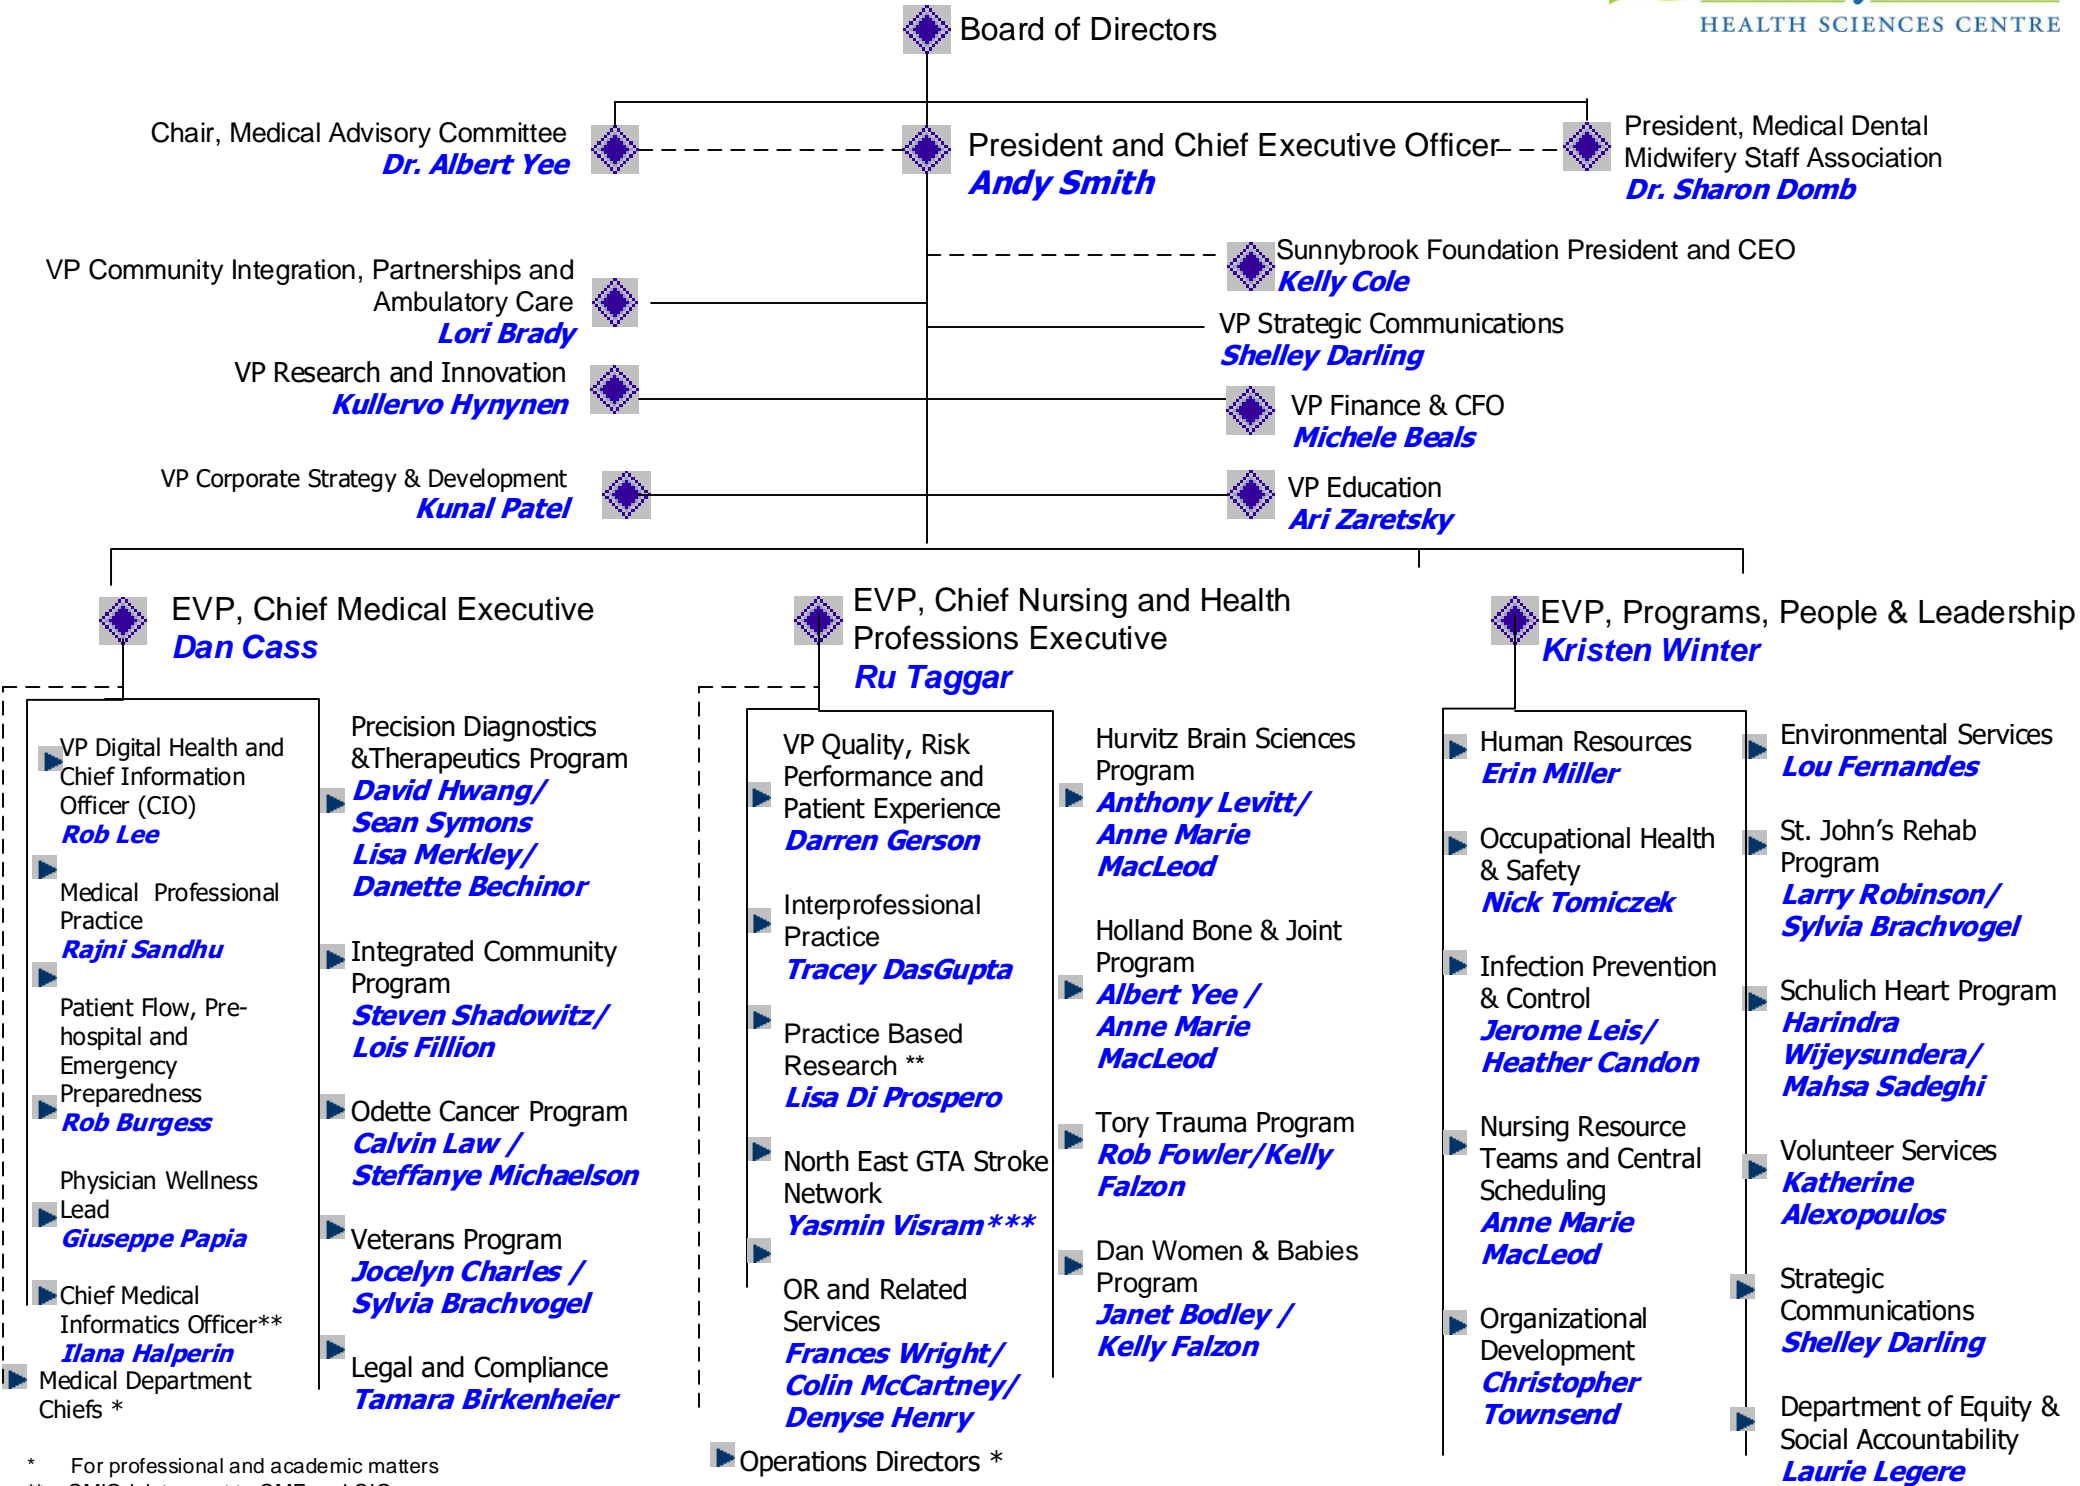 HEALTH SCIENCES CENTRE
Board of Directors
Chair, Medical Advisory Committee
Dr. Albert Yee
President and Chief Executive Officer
Andy Smith
President, Medical Dental
Midwifery Staff Association
Dr. Sharon Domb
VP Community Integration, Partnerships and
Ambulatory Care
Lori Brady
Sunnybrook Foundation President and CEO
Kelly Cole
VP Strategic Communications
Shelley Darling
VP Research and Innovation
Kullervo Hynynen
VP Finance & CFO
Michele Beals
VP Corporate Strategy & Development
Kunal Patel
VP Education
Ari Zaretsky
EVP, Chief Medical Executive
Dan Cass
VP Digital Health and
Chief Information
Officer (CIO)
Rob Lee
Medical Professional
Practice
Rajni Sandhu
Patient Flow, Pre-
hospital and
Emergency
Preparedness
Rob Burgess
Physician Wellness
Lead
Giuseppe Papia
Chief Medical
Informatics Officer**
Ilana Halperin
Medical Department
Chiefs *
Precision Diagnostics
&Therapeutics Program
David Hwang/
Sean Symons
Lisa Merkley/
Danette Bechinor
Integrated Community
Program
Steven Shadowitz/
Lois Fillion
Odette Cancer Program
Calvin Law /
Steffanye Michaelson
Veterans Program
Jocelyn Charles /
Sylvia Brachvogel
Legal and Compliance
Tamara Birkenheier
EVP, Chief Nursing and Health
Professions Executive
Ru Taggar
VP Quality, Risk
Performance and
Patient Experience
Darren Gerson
Interprofessional
Practice
Tracey DasGupta
Practice Based
Research **
Lisa Di Prospero
North East GTA Stroke
Network
Yasmin Visram***
OR and Related
Services
Frances Wright/
Colin McCartney/
Denyse Henry
Operations Directors *
Hurvitz Brain Sciences
Program
Anthony Levitt/
Anne Marie
MacLeod
Holland Bone & Joint
Program
Albert Yee /
Anne Marie
MacLeod
Tory Trauma Program
Rob Fowler/Kelly
Falzon
Dan Women & Babies
Program
Janet Bodley /
Kelly Falzon
EVP, Programs, People & Leadership
Kristen Winter
Human Resources
Erin Miller
Occupational Health
& Safety
Nick Tomiczek
Infection Prevention
& Control
Jerome Leis/
Heather Candon
Nursing Resource
Teams and Central
Scheduling
Anne Marie
MacLeod
Organizational
Development
Christopher
Townsend
Environmental Services
Lou Fernandes
St. John’s Rehab
Program
Larry Robinson/
Sylvia Brachvogel
Schulich Heart Program
Harindra
Wijeysundera/
Mahsa Sadeghi
Volunteer Services
Katherine
Alexopoulos
Strategic
Communications
Shelley Darling
Department of Equity &
Social Accountability
Laurie Legere
* For professional and academic matters